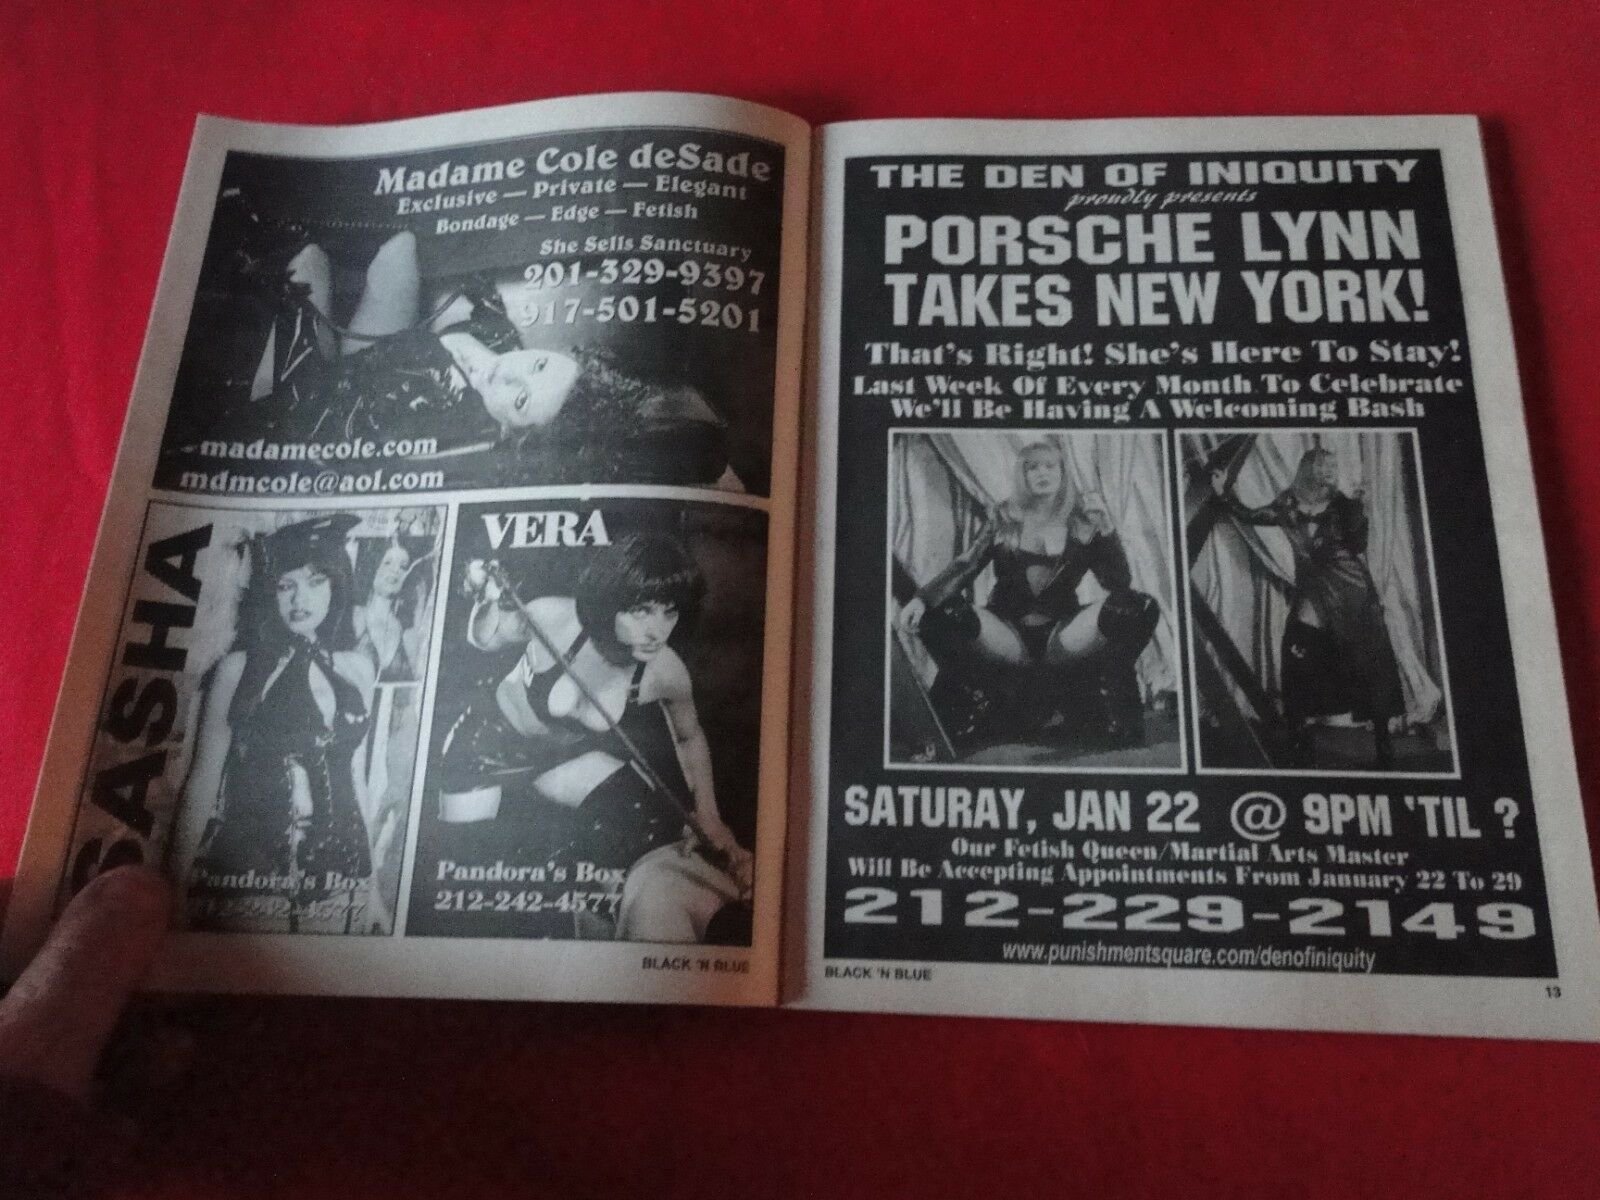 Madame Cole deSade
Exclusive — Private — Elegant
Bondage — Edge — Fetish
She Sells Sanctuary
201-329-9397
917-501-5201
madamecole.com
mdmcole@aol.com
SASHA
Pandora's Box
212-242-4577
VERA
Pandora's Box
212-242-4577
BLACK 'N BLUE
THE DEN OF INIQUITY
proudly presents
PORSCHE LYNN
TAKES NEW YORK!
That's Right! She's Here To Stay!
Last Week Of Every Month To Celebrate
We'll Be Having A Welcoming Bash
SATURAY, JAN 22 @ 9PM 'TIL ?
Our Fetish Queen/Martial Arts Master
Will Be Accepting Appointments From January 22 To 29
212-229-2149
www.punishmentsquare.com/denofiniquity
BLACK 'N BLUE
13